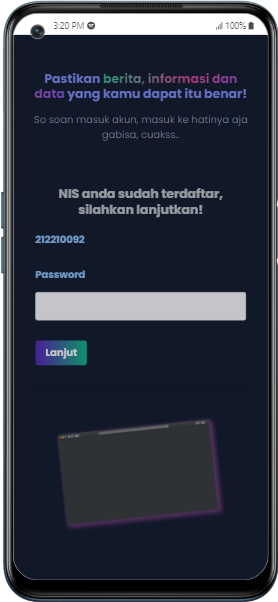 3:20 PM
100%
Pastikan berita, informasi dan
data yang kamu dapat itu benar!
So soan masuk akun, masuk ke hatinya aja
gabisa, cuakss..
NIS anda sudah terdaftar,
silahkan lanjutkan!
212210092
Password
Lanjut